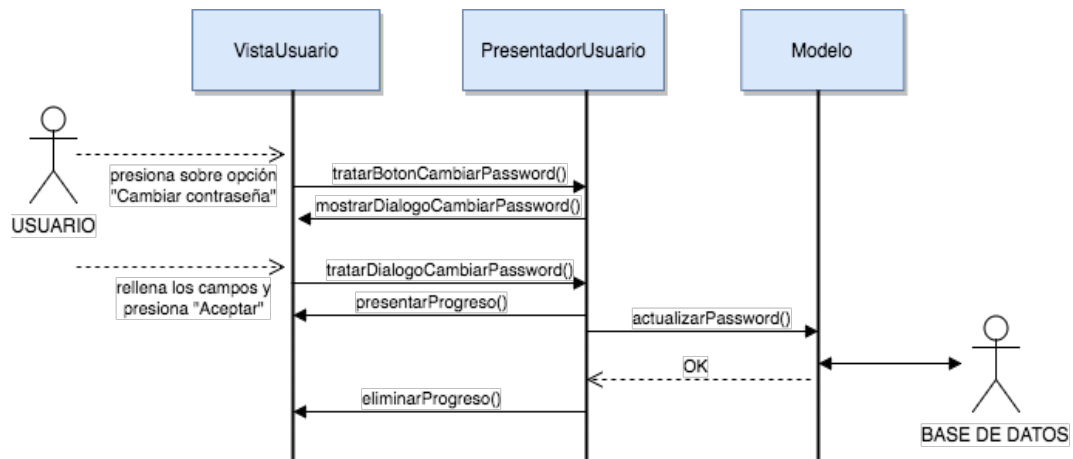 VistaUsuario
PresentadorUsuario
Modelo
presiona sobre opción
"Cambiar contraseña"
USUARIO
tratarBotonCambiarPassword()
mostrarDialogoCambiarPassword()
rellena los campos y
presiona "Aceptar"
tratarDialogoCambiarPassword()
presentarProgreso()
actualizarPassword()
OK
eliminarProgreso()
BASE DE DATOS